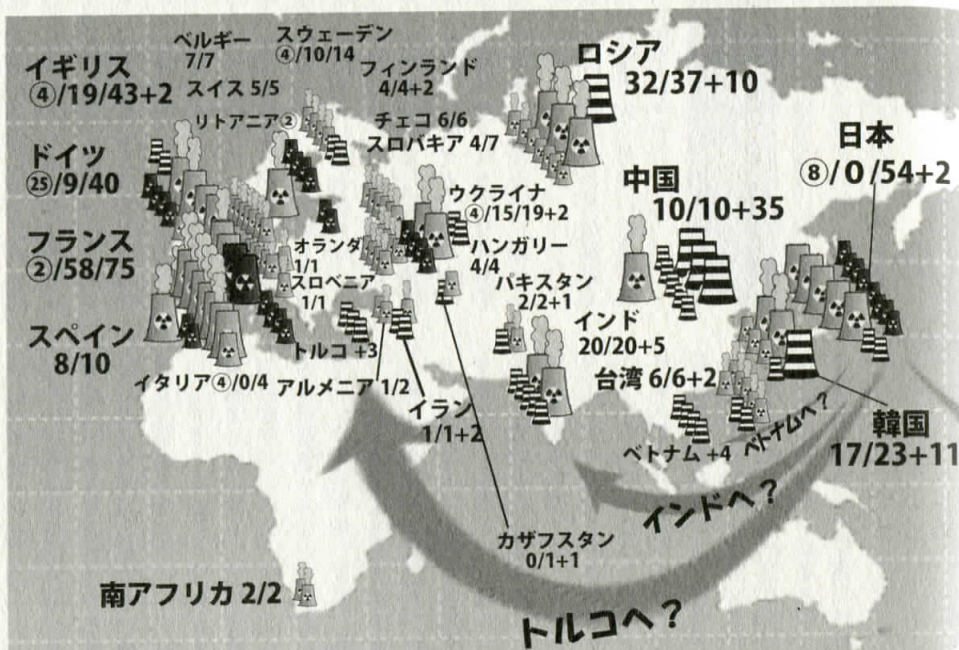 ベルギー
7/7
スウェーデン
④/10/14
イギリス
④/19/43+2
スイス 5/5
フィンランド
4/4+2
ロシア
32/37+10
リトアニア②
チェコ 6/6
スロバキア 4/7
日本
⑧/0/54+2
ドイツ
㉕/9/40
中国
10/10+35
ウクライナ
④/15/19+2
フランス
②/58/75
オランダ
1/1
ハンガリー
4/4
スロベニア
1/1
パキスタン
2/2+1
スペイン
8/10
インド
20/20+5
トルコ +3
台湾 6/6+2
イタリア④/0/4
アルメニア 1/2
イラン
1/1+2
ベトナムへ？
韓国
17/23+11
ベトナム +4
インドへ？
カザフスタン
0/1+1
南アフリカ 2/2
トルコへ？